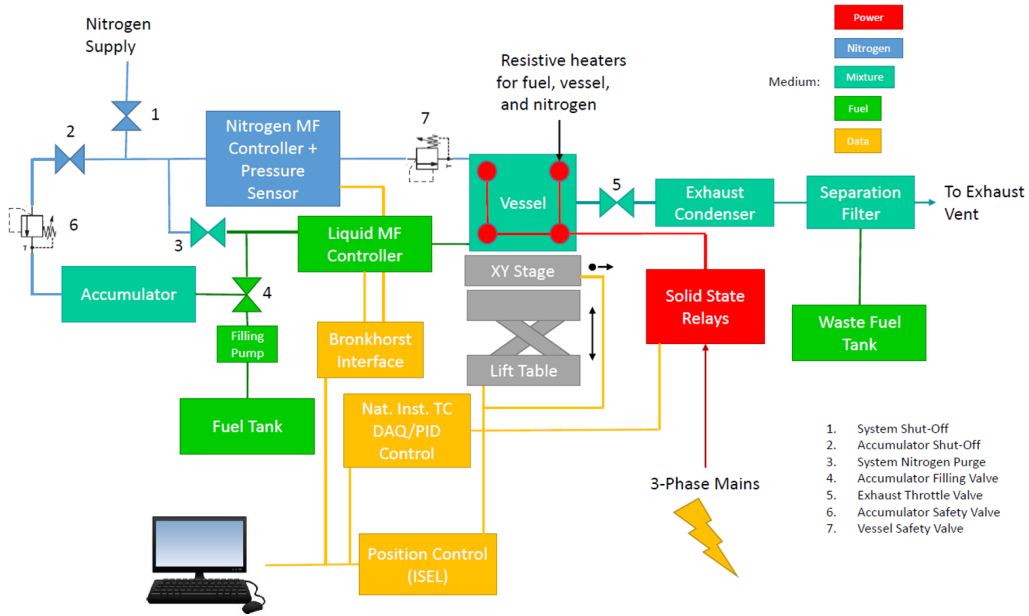 Nitrogen
Supply
1
2
Nitrogen MF
Controller +
Pressure
Sensor
7
T
Resistive heaters
for fuel, vessel,
and nitrogen
Medium:
Power
Nitrogen
Mixture
Fuel
Data
6
T
3
Liquid MF
Controller
Vessel
5
Exhaust
Condenser
Separation
Filter
To Exhaust
Vent
Accumulator
4
Filling
Pump
Fuel Tank
Bronkhorst
Interface
XY Stage
Lift Table
Solid State
Relays
Waste Fuel
Tank
Nat. Inst. TC
DAQ/PID
Control
3-Phase Mains
Position Control
(ISEL)
1. System Shut-Off
2. Accumulator Shut-Off
3. System Nitrogen Purge
4. Accumulator Filling Valve
5. Exhaust Throttle Valve
6. Accumulator Safety Valve
7. Vessel Safety Valve